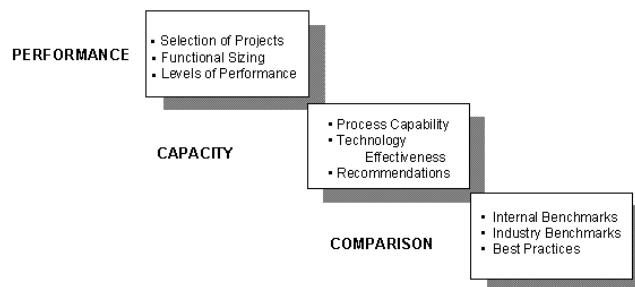 ▪ Selection of Projects
PERFORMANCE
▪ Functional Sizing
▪ Levels of Performance
▪ Process Capability
CAPACITY
▪ Technology
Effectiveness
▪ Recommendations
▪ Internal Benchmarks
COMPARISON
▪ Industry Benchmarks
▪ Best Practices